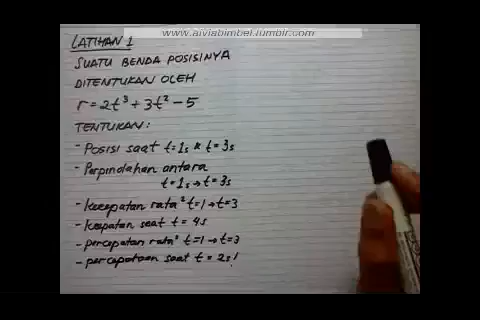 www.aiviabimbel.tumblr.com
LATIHAN 1
SUATU BENDA POSISINYA
DITENTUKAN OLEH
r = 2t³ + 3t² - 5
TENTUKAN:
- POSISI saat t = 1s & t = 3s
- Perpindahan antara
t = 1s → t = 3s
- kecepatan rata² t = 1 → t = 3
- Kecepatan saat t = 4s
- percepatan rata² t = 1 → t = 3
- percepatan saat t = 2s!